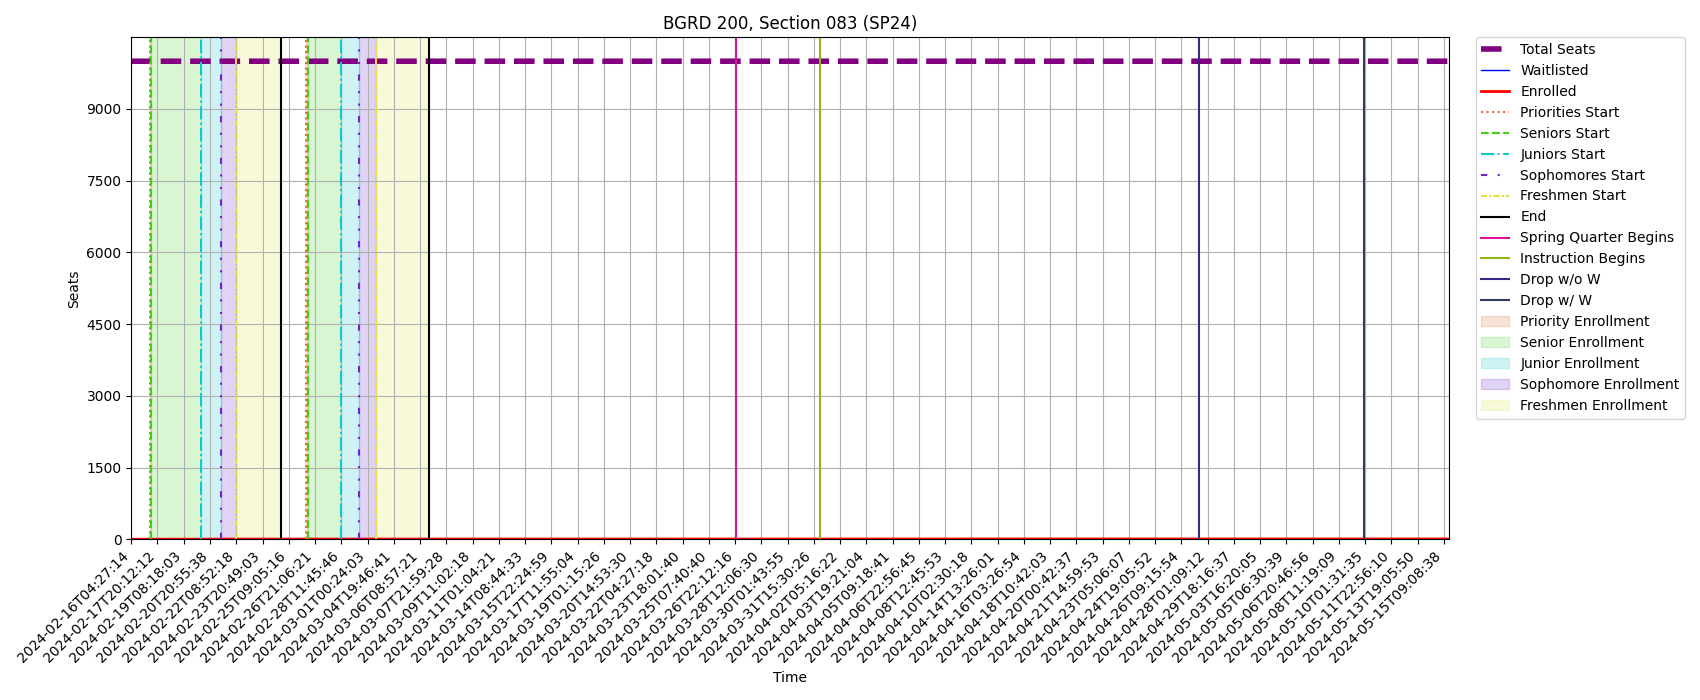 BGRD 200, Section 083 (SP24)
Seats
9000
7500
6000
4500
3000
1500
0
2024-02-16T04:27:14
2024-02-17T20:12:12
2024-02-19T08:18:03
2024-02-20T20:55:38
2024-02-22T08:52:18
2024-02-23T20:49:03
2024-02-25T09:05:16
2024-02-26T21:06:21
2024-02-28T11:45:46
2024-03-01T00:24:03
2024-03-04T19:46:41
2024-03-06T08:57:21
2024-03-07T21:59:28
2024-03-09T11:02:18
2024-03-11T01:04:21
2024-03-14T08:44:33
2024-03-15T22:24:59
2024-03-17T11:55:04
2024-03-19T01:15:26
2024-03-20T14:53:30
2024-03-22T04:27:18
2024-03-23T18:01:40
2024-03-25T07:40:40
2024-03-26T22:12:16
2024-03-28T12:06:30
2024-03-30T01:43:55
2024-03-31T15:30:26
2024-04-02T05:16:22
2024-04-03T19:21:04
2024-04-05T09:18:41
2024-04-06T22:56:45
2024-04-08T12:45:53
2024-04-10T02:30:18
2024-04-14T13:26:01
2024-04-16T03:26:54
2024-04-18T10:42:03
2024-04-20T00:42:37
2024-04-21T14:59:53
2024-04-23T05:06:07
2024-04-24T19:05:52
2024-04-26T09:15:54
2024-04-28T01:09:12
2024-04-29T18:16:37
2024-05-03T16:20:05
2024-05-05T06:30:39
2024-05-06T20:46:56
2024-05-08T11:19:09
2024-05-10T01:31:35
2024-05-11T22:56:10
2024-05-13T19:05:50
2024-05-15T09:08:38
Time
Total Seats
Waitlisted
Enrolled
Priorities Start
Seniors Start
Juniors Start
Sophomores Start
Freshmen Start
End
Spring Quarter Begins
Instruction Begins
Drop w/o W
Drop w/ W
Priority Enrollment
Senior Enrollment
Junior Enrollment
Sophomore Enrollment
Freshmen Enrollment